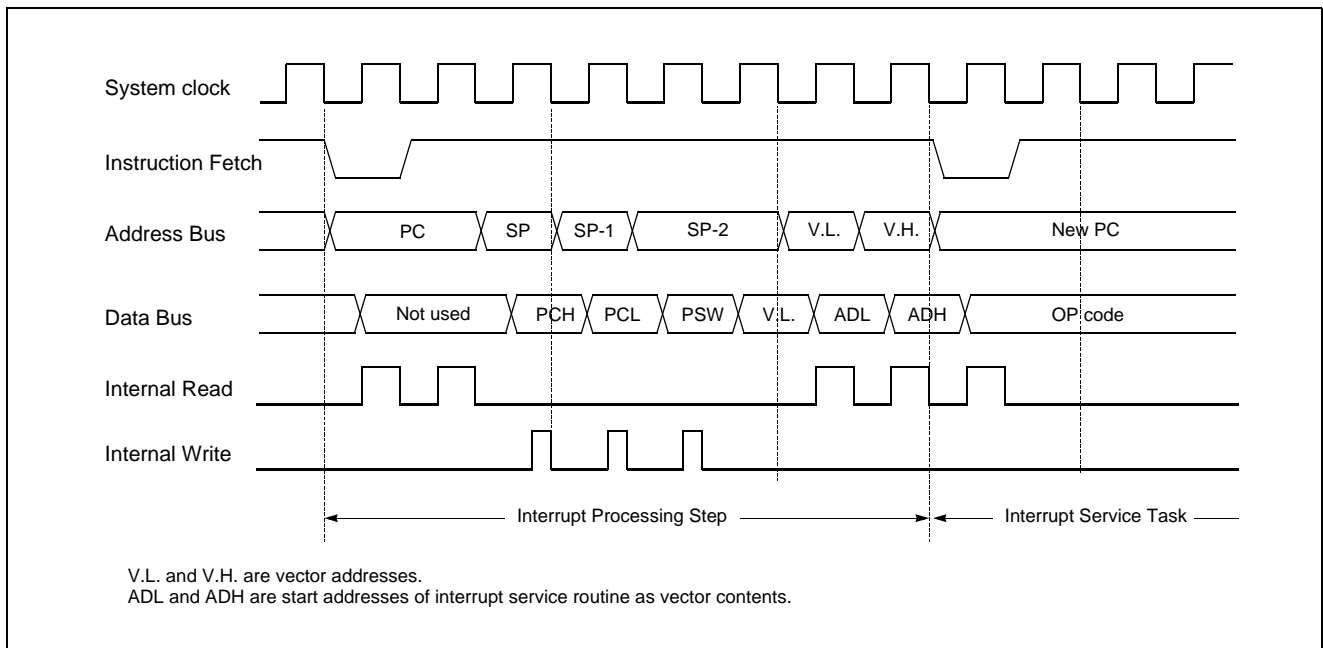 System clock
Instruction Fetch
Address Bus PC SP SP-1 SP-2 V.L. V.H. New PC
Data Bus Not used PCH PCL PSW V.L. ADL ADH OP code
Internal Read
Internal Write
Interrupt Processing Step Interrupt Service Task
V.L. and V.H. are vector addresses.
ADL and ADH are start addresses of interrupt service routine as vector contents.